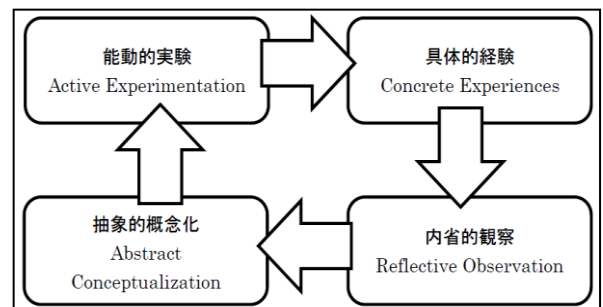 能動的実験
Active Experimentation
具体的経験
Concrete Experiences
抽象的概念化
Abstract
Conceptualization
内省的観察
Reflective Observation